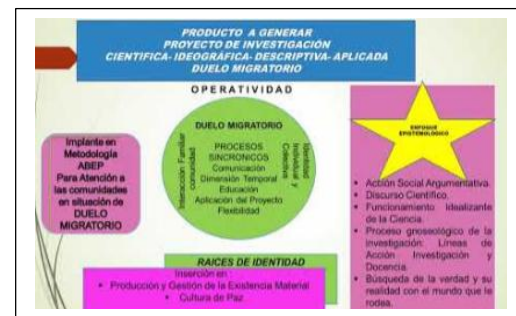 PRODUCTO A GENERAR
PROYECTO DE INVESTIGACIÓN
CIENTIFICA- IDEOGRÁFICA- DESCRIPTIVA- APLICADA
DUELO MIGRATORIO
OPERATIVIDAD
Implante en
Metodología
ABEP
Para Atención a
las comunidades
en situación de
DUELO
MIGRATORIO
Interacción Familiar
comunidad
DUELO MIGRATORIO
PROCESOS
SINCRONICOS
Comunicación
Dimensión Temporal
Educación
Aplicación del Proyecto
Flexibilidad
Identidad
Individual y
Colectiva
RAICES DE IDENTIDAD
Inserción en :
• Producción y Gestión de la Existencia Material
• Cultura de Paz
ENFOQUE
EPISTEMOLÓGICO
• Acción Social Argumentativa.
• Discurso Científico.
• Funcionamiento Idealizante
de la Ciencia.
• Proceso gnoseológico de la
investigación: Líneas de
Acción Investigación y
Docencia.
• Búsqueda de la verdad y su
realidad con el mundo que le
rodea.